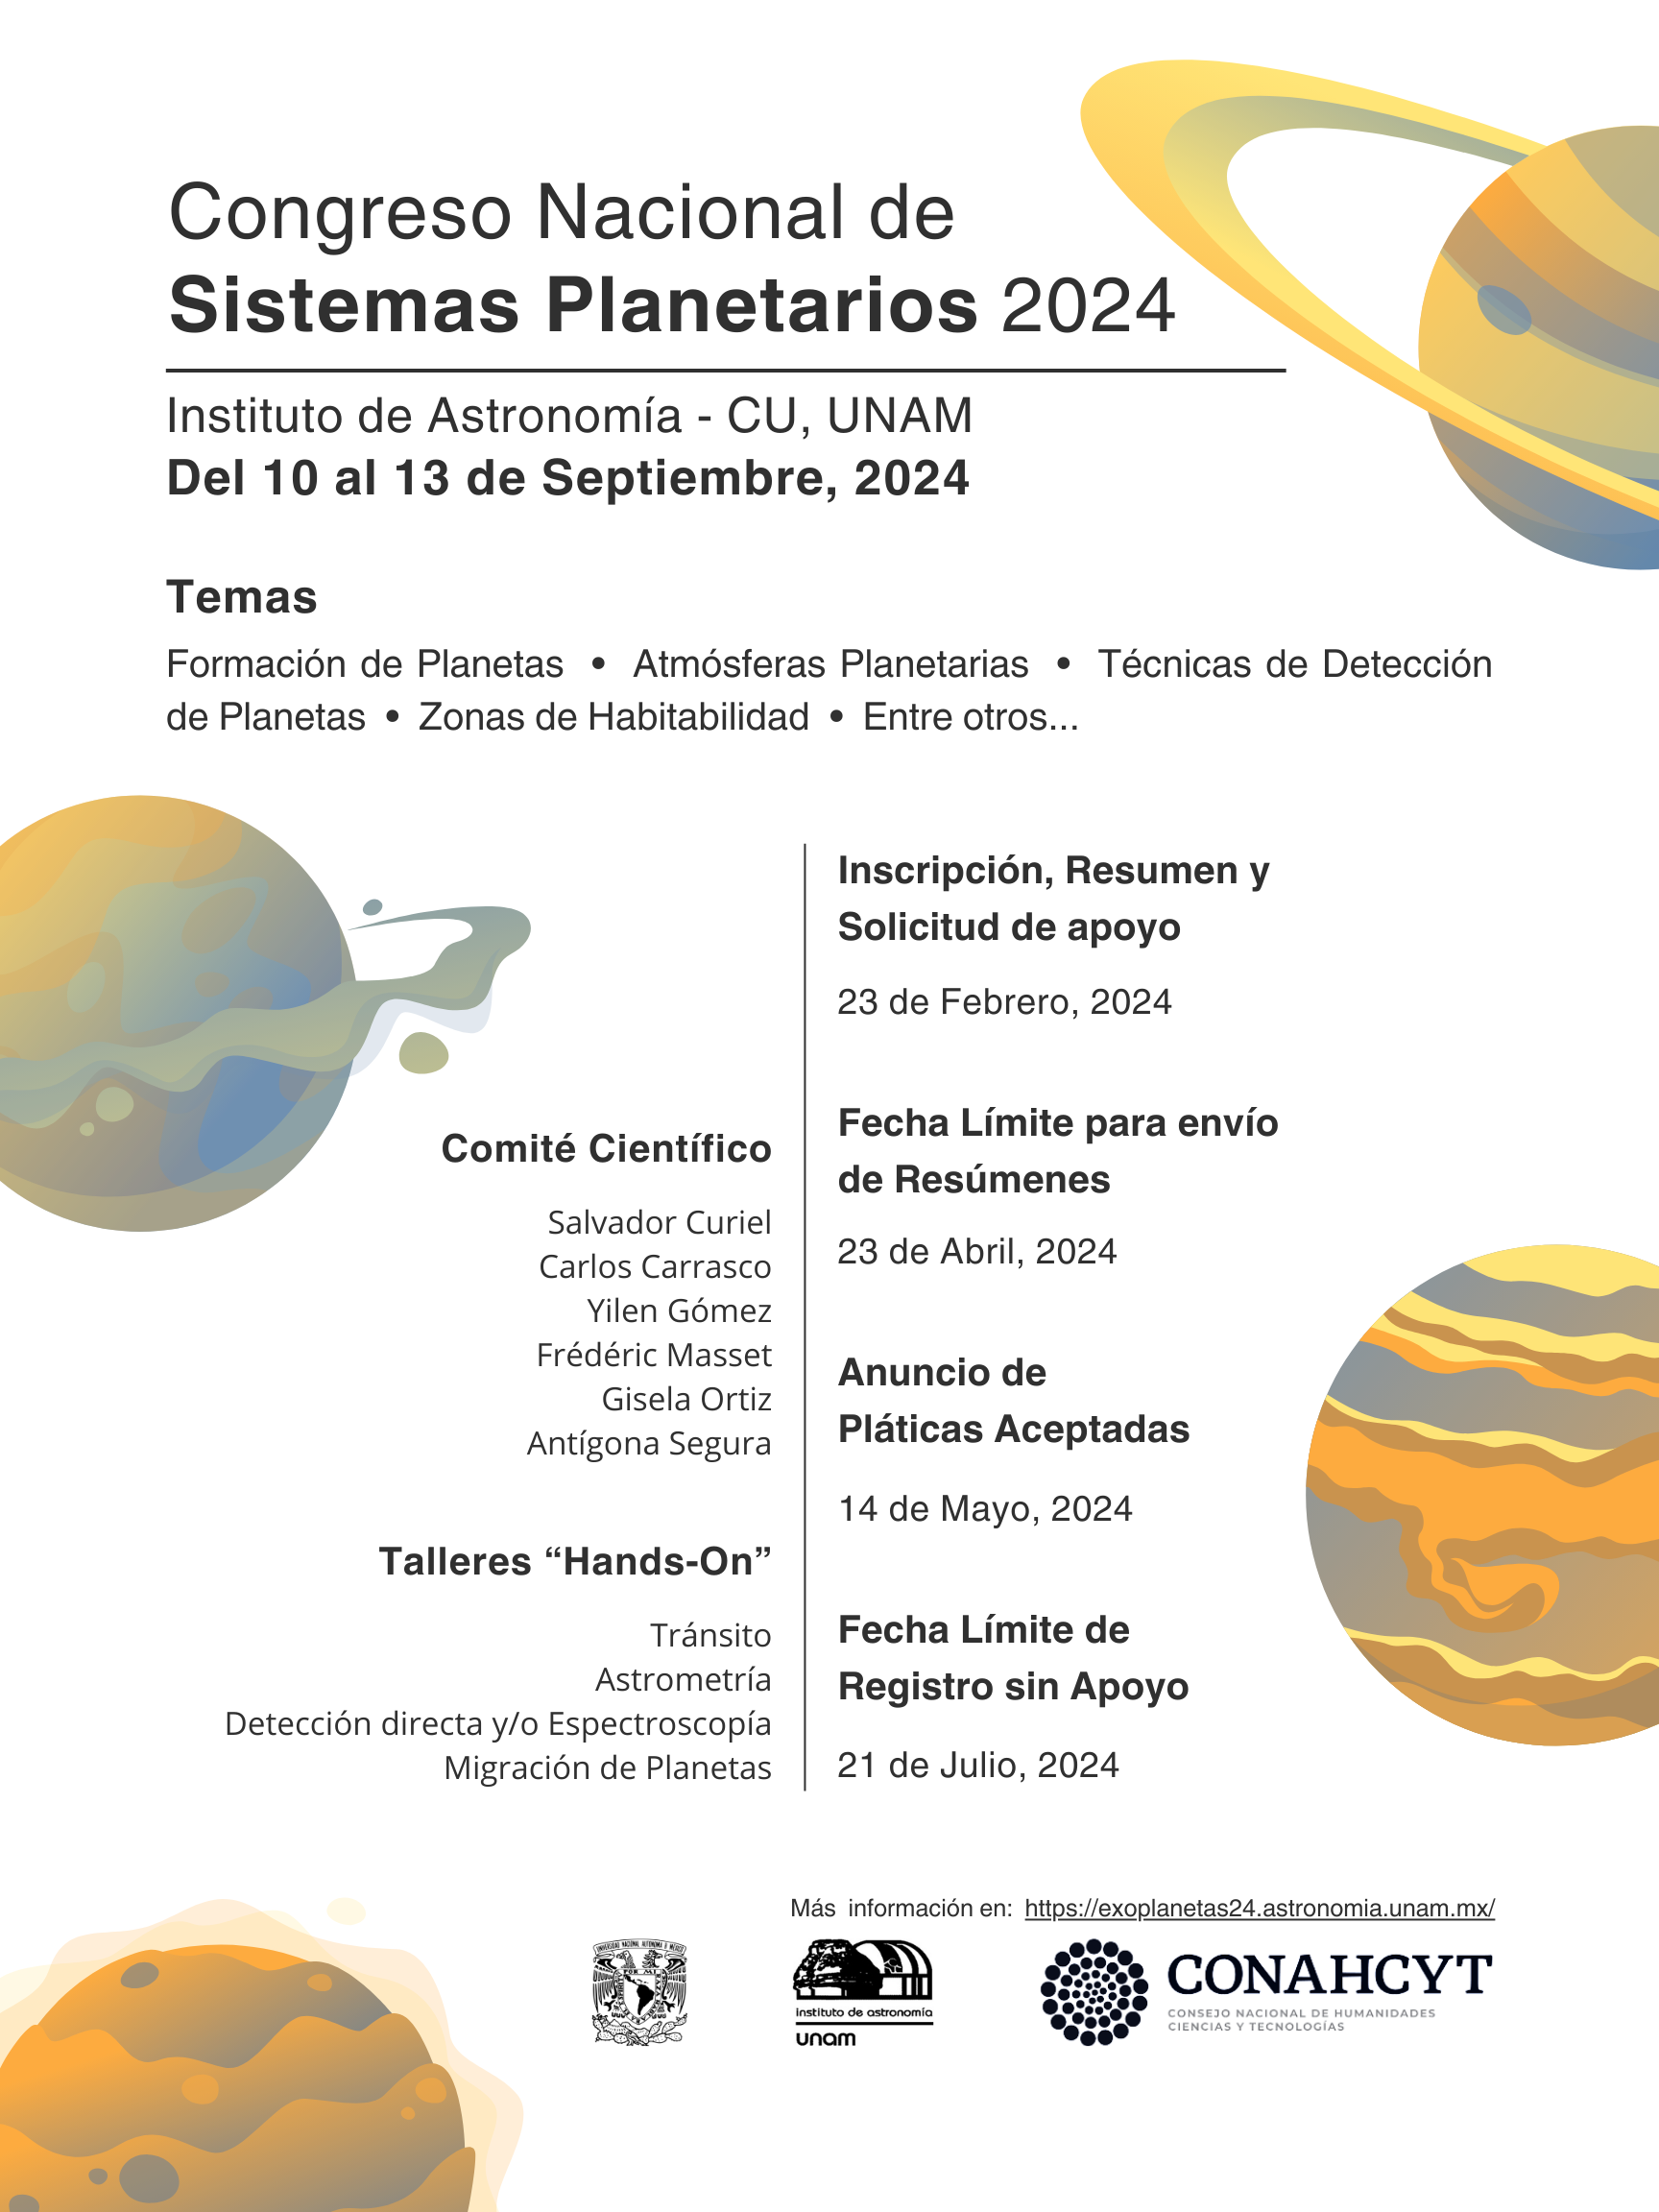 Congreso Nacional de
Sistemas Planetarios 2024
Instituto de Astronomía - CU, UNAM
Del 10 al 13 de Septiembre, 2024
Temas
Formación de Planetas • Atmósferas Planetarias • Técnicas de Detección
de Planetas • Zonas de Habitabilidad • Entre otros...
Comité Científico
Salvador Curiel
Carlos Carrasco
Yilen Gómez
Frédéric Masset
Gisela Ortiz
Antígona Segura
Talleres “Hands-On”
Tránsito
Astrometría
Detección directa y/o Espectroscopía
Migración de Planetas
Inscripción, Resumen y
Solicitud de apoyo
23 de Febrero, 2024
Fecha Límite para envío
de Resúmenes
23 de Abril, 2024
Anuncio de
Pláticas Aceptadas
14 de Mayo, 2024
Fecha Límite de
Registro sin Apoyo
21 de Julio, 2024
Más información en: https://exoplanetas24.astronomia.unam.mx/
instituto de astronomía
unam
CONAHCYT
CONSEJO NACIONAL DE HUMANIDADES
CIENCIAS Y TECNOLOGÍAS